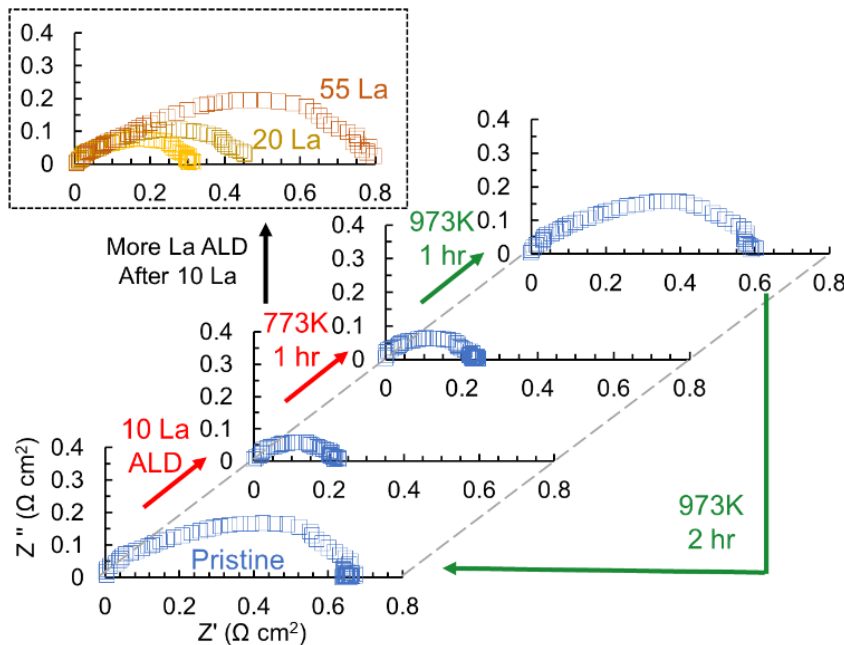 0.4
0.3
0.2
0.1
0
55 La
20 La
0 0.2 0.4 0.6 0.8
More La ALD
After 10 La
973K
1 hr
0.4
0.3
0.2
0.1
0
0 0.2 0.4 0.6 0.8
773K
1 hr
0.4
0.3
0.2
0.1
0
0 0.2 0.4 0.6 0.8
10 La
ALD
0.4
0.3
0.2
0.1
0
0 0.2 0.4 0.6 0.8
973K
2 hr
Z '' (Ω cm²)
0.4
0.3
0.2
0.1
0
Pristine
0 0.2 0.4 0.6 0.8
Z' (Ω cm²)